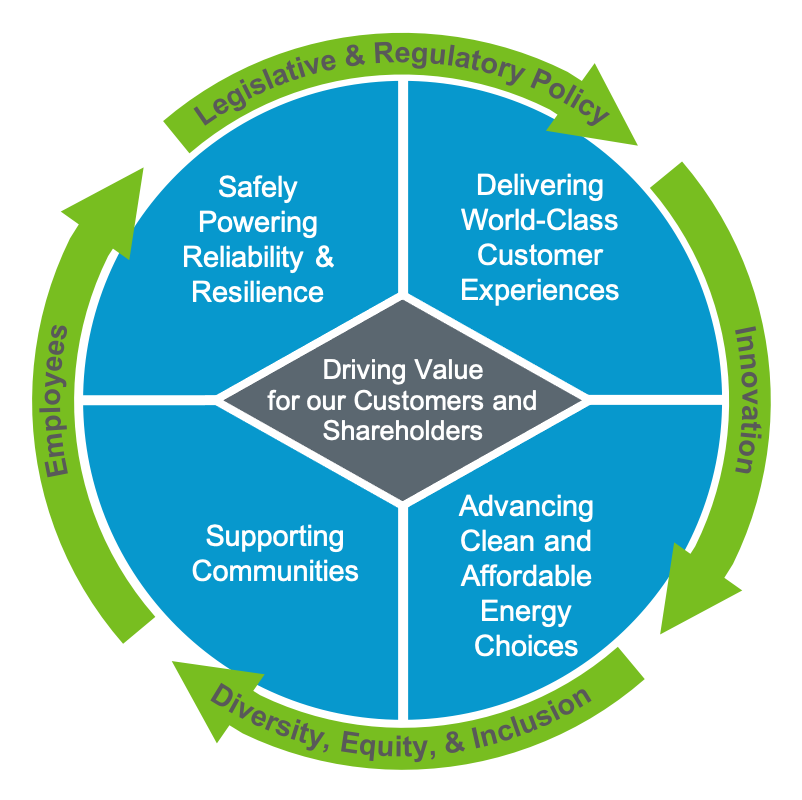 Legislative & Regulatory Policy
Safely
Powering
Reliability &
Resilience
Delivering
World-Class
Customer
Experiences
Employees
Driving Value
for our Customers and
Shareholders
Innovation
Supporting
Communities
Advancing
Clean and
Affordable
Energy
Choices
Diversity, Equity, & Inclusion